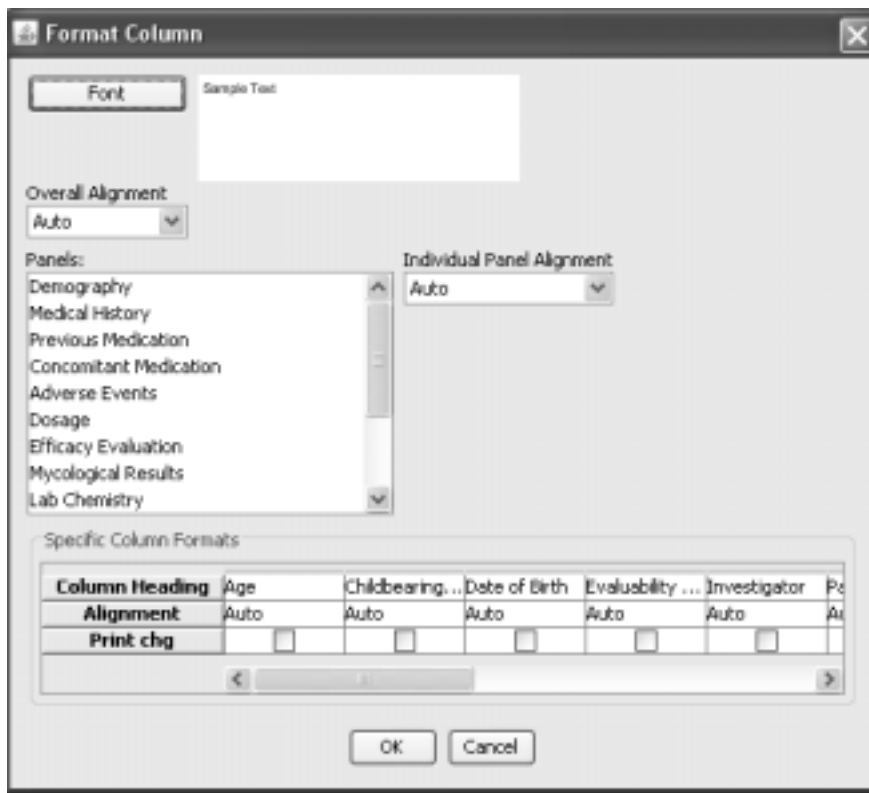 Format Column
Font
Sample Text
Overall Alignment
Auto
Panels:
Individual Panel Alignment
Demography
Auto
Medical History
Previous Medication
Concomitant Medication
Adverse Events
Dosage
Efficacy Evaluation
Mycological Results
Lab Chemistry
Specific Column Formats
Column Heading Age Childbearing... Date of Birth Evaluability ... Investigator Pa
Alignment Auto Auto Auto Auto Auto Au
Print chg
OK Cancel